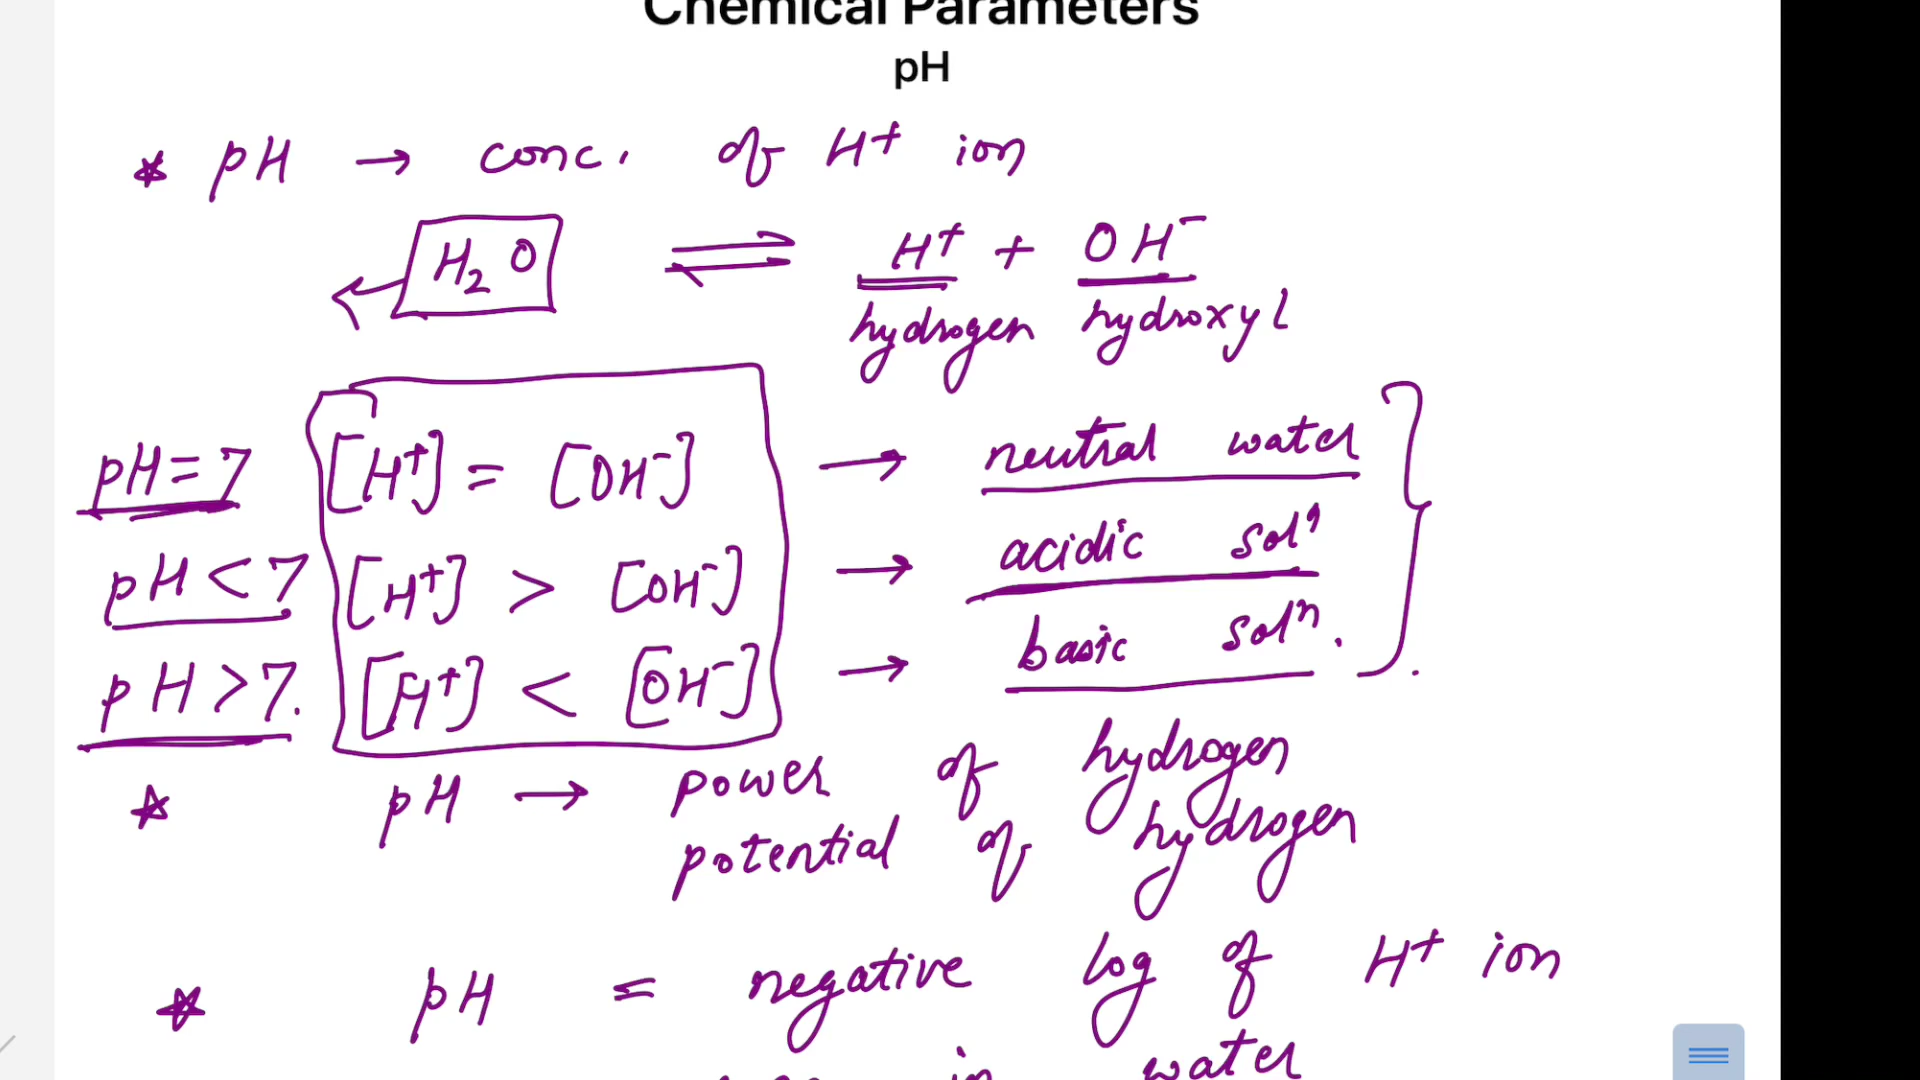 Chemical Parameters
pH
* pH → conc. of H⁺ ion
H₂O ⇌ H⁺ + OH⁻
hydrogen hydroxyl
pH = 7 [H⁺] = [OH⁻] → neutral water
pH < 7 [H⁺] > [OH⁻] → acidic solⁿ
pH > 7. [H⁺] < [OH⁻] → basic solⁿ.
* pH → power of hydrogen
potential of hydrogen
* pH = negative log of H⁺ ion
in water